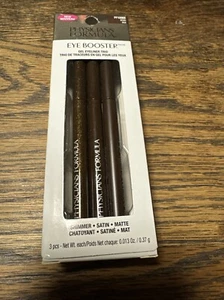 EYE BOOSTER
GEL EYELINER TRIO
TRIO DE TRACEURS EN GEL POUR LES YEUX
PHYSICIANS FORMULA
PHYSICIANS FORMULA
SHIMMER • SATIN • MATTE
CHATOYANT • SATINÉ • MAT
3 pcs - Net Wt. each/Poids Net chaque: 0.013 Oz. / 0.37 g